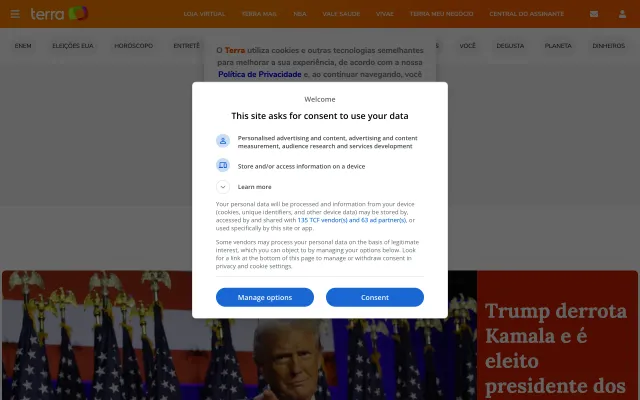 terra
LOJA VIRTUAL TERRA MAIL NBA VALE SAÚDE VIVAE TERRA MEU NEGÓCIO CENTRAL DO ASSINANTE
ENEM ELEIÇÕES EUA HORÓSCOPO ENTRETÊ VOCÊ DEGUSTA PLANETA DINHEIROS
O Terra utiliza cookies e outras tecnologias semelhantes
para melhorar a sua experiência, de acordo com a nossa
Política de Privacidade e, ao continuar navegando, você
Welcome
This site asks for consent to use your data
Personalised advertising and content, advertising and content
measurement, audience research and services development
Store and/or access information on a device
Learn more
Your personal data will be processed and information from your device
(cookies, unique identifiers, and other device data) may be stored by,
accessed by and shared with 135 TCF vendor(s) and 63 ad partner(s), or
used specifically by this site or app.
Some vendors may process your personal data on the basis of legitimate
interest, which you can object to by managing your options below. Look
for a link at the bottom of this page to manage or withdraw consent in
privacy and cookie settings.
Manage options Consent
Trump derrota
Kamala e é
eleito
presidente dos